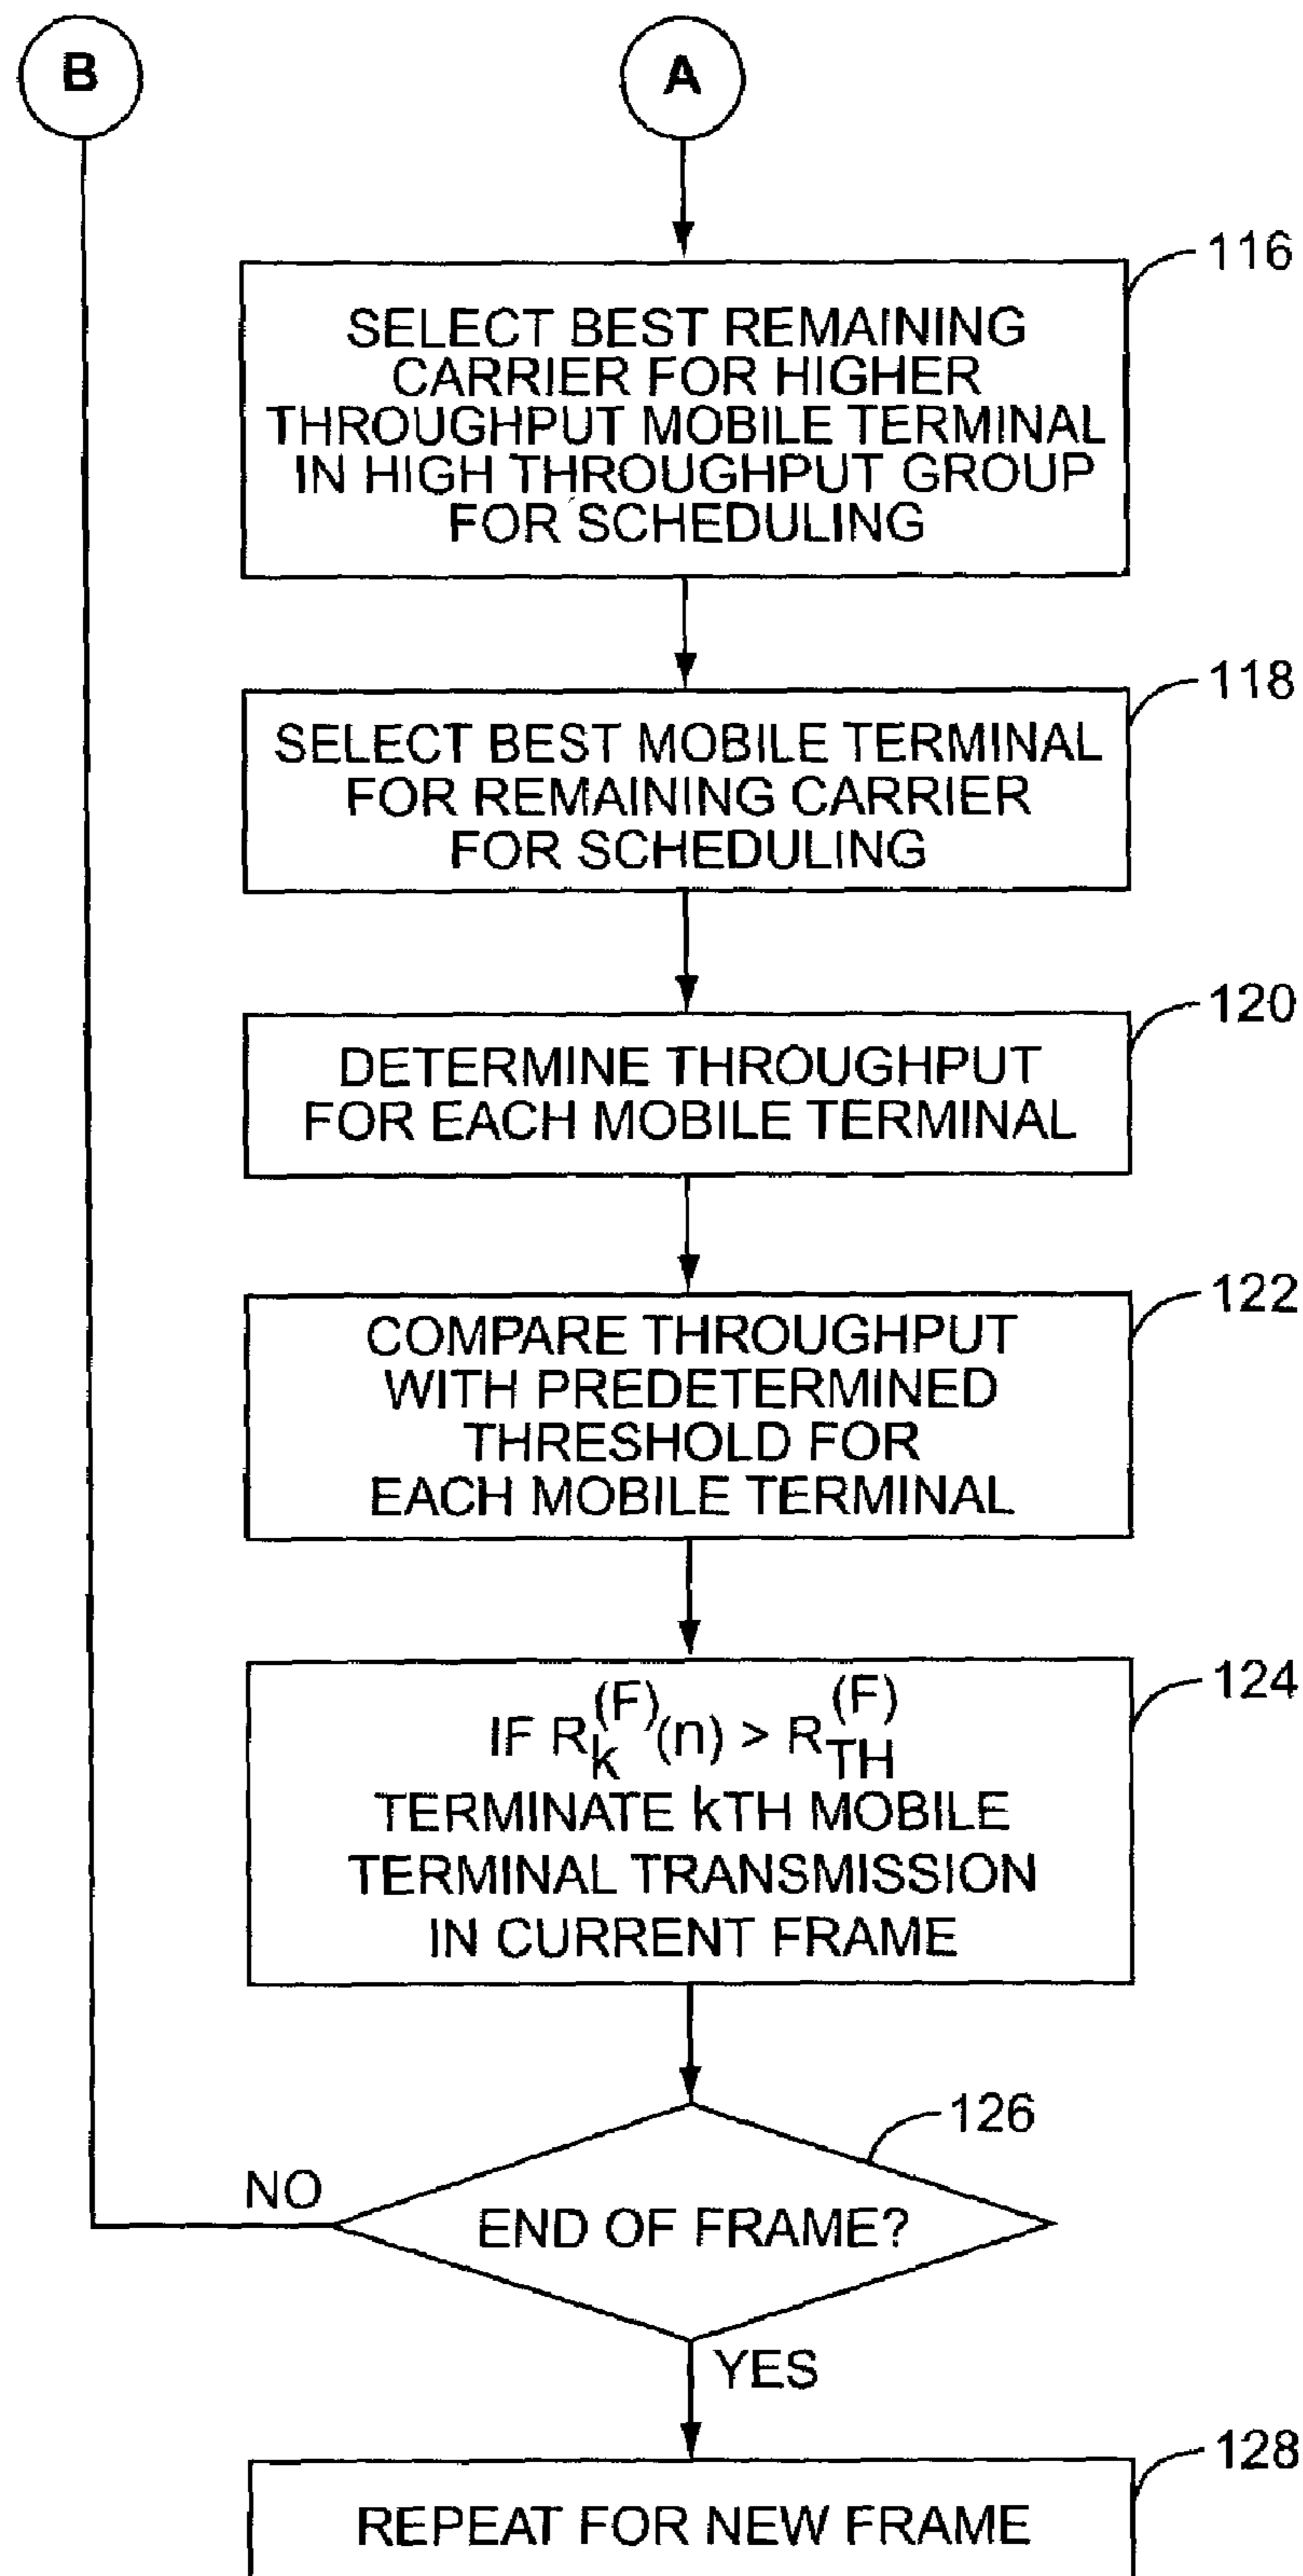 B
A
116
SELECT BEST REMAINING
CARRIER FOR HIGHER
THROUGHPUT MOBILE TERMINAL
IN HIGH THROUGHPUT GROUP
FOR SCHEDULING
118
SELECT BEST MOBILE TERMINAL
FOR REMAINING CARRIER
FOR SCHEDULING
120
DETERMINE THROUGHPUT
FOR EACH MOBILE TERMINAL
122
COMPARE THROUGHPUT
WITH PREDETERMINED
THRESHOLD FOR
EACH MOBILE TERMINAL
124
IF R_k^(F)(n) > R_TH^(F)
TERMINATE kTH MOBILE
TERMINAL TRANSMISSION
IN CURRENT FRAME
126
NO
END OF FRAME?
YES
128
REPEAT FOR NEW FRAME